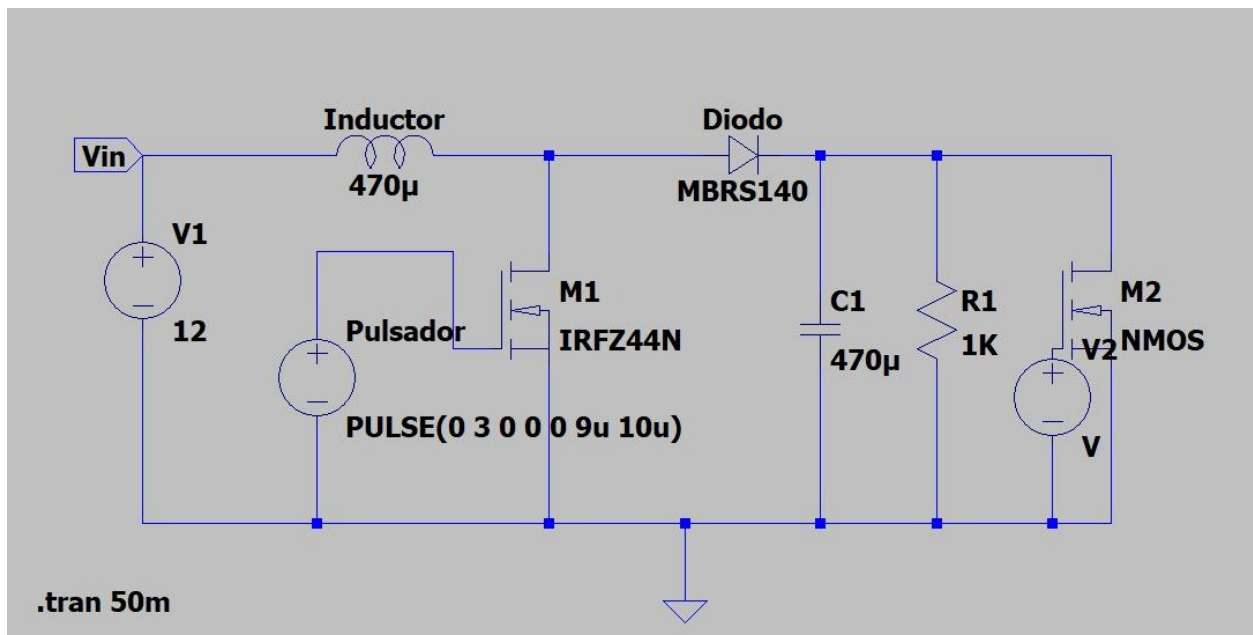 Inductor
Diodo
Vin
470µ
MBRS140
V1
M1
C1
R1
M2
12
Pulsador
IRFZ44N
470µ
1K
V2
NMOS
PULSE(0 3 0 0 0 9u 10u)
V
.tran 50m